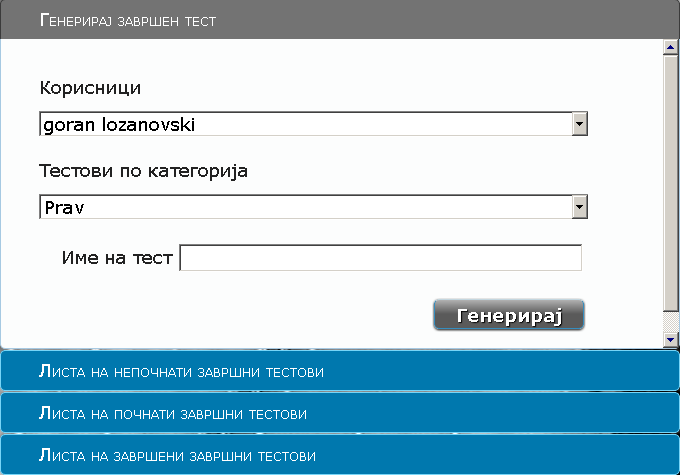 Генерирај завршен тест
Корисници
goran lozanovski
Тестови по категорија
Prav
Име на тест
Генерирај
Листа на непочнати завршни тестови
Листа на почнати завршни тестови
Листа на завршени завршни тестови